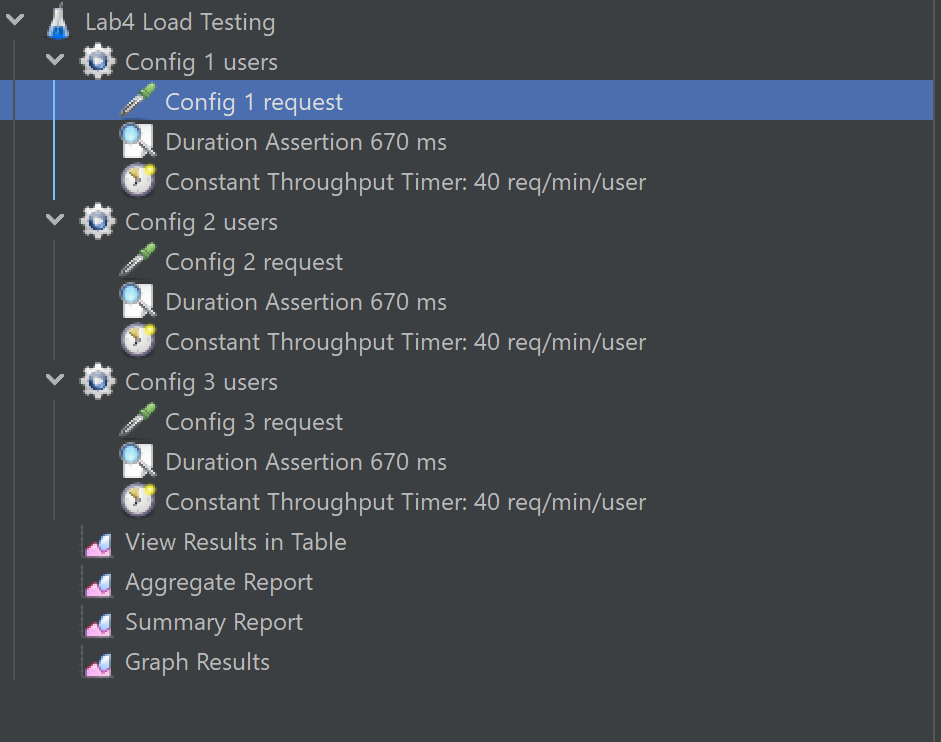 Lab4 Load Testing
Config 1 users
Config 1 request
Duration Assertion 670 ms
Constant Throughput Timer: 40 req/min/user
Config 2 users
Config 2 request
Duration Assertion 670 ms
Constant Throughput Timer: 40 req/min/user
Config 3 users
Config 3 request
Duration Assertion 670 ms
Constant Throughput Timer: 40 req/min/user
View Results in Table
Aggregate Report
Summary Report
Graph Results